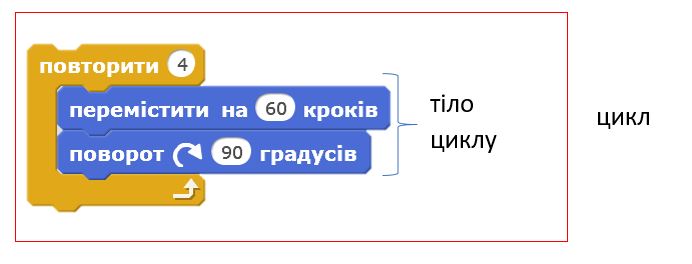 повторити 4
перемістити на 60 кроків
поворот 90 градусів
тіло
циклу
цикл